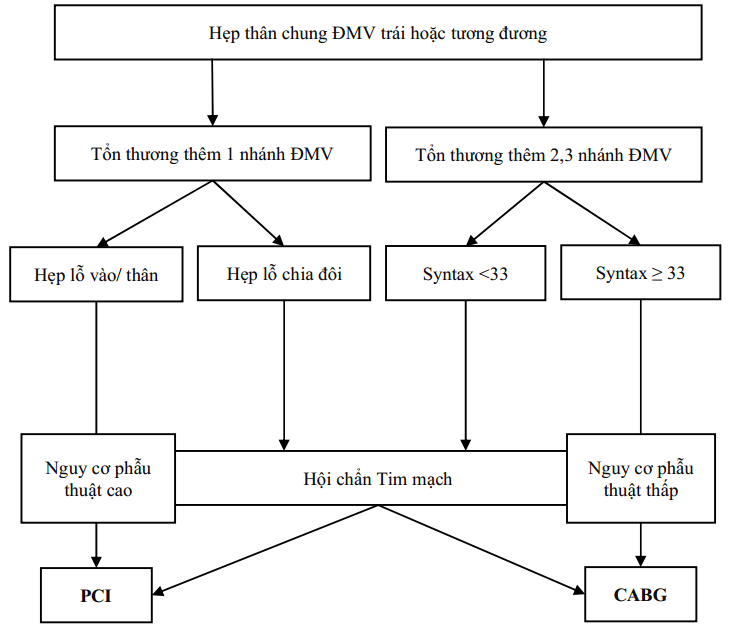 Hẹp thân chung ĐMV trái hoặc tương đương
Tổn thương thêm 1 nhánh ĐMV
Tổn thương thêm 2,3 nhánh ĐMV
Hẹp lỗ vào/ thân
Hẹp lỗ chia đôi
Syntax <33
Syntax ≥ 33
Nguy cơ phẫu
thuật cao
Hội chẩn Tim mạch
Nguy cơ phẫu
thuật thấp
PCI
CABG